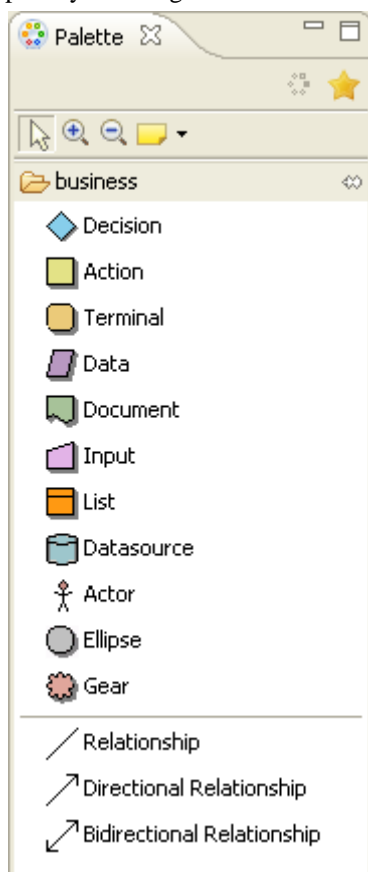 Palette
business
Decision
Action
Terminal
Data
Document
Input
List
Datasource
Actor
Ellipse
Gear
Relationship
Directional Relationship
Bidirectional Relationship